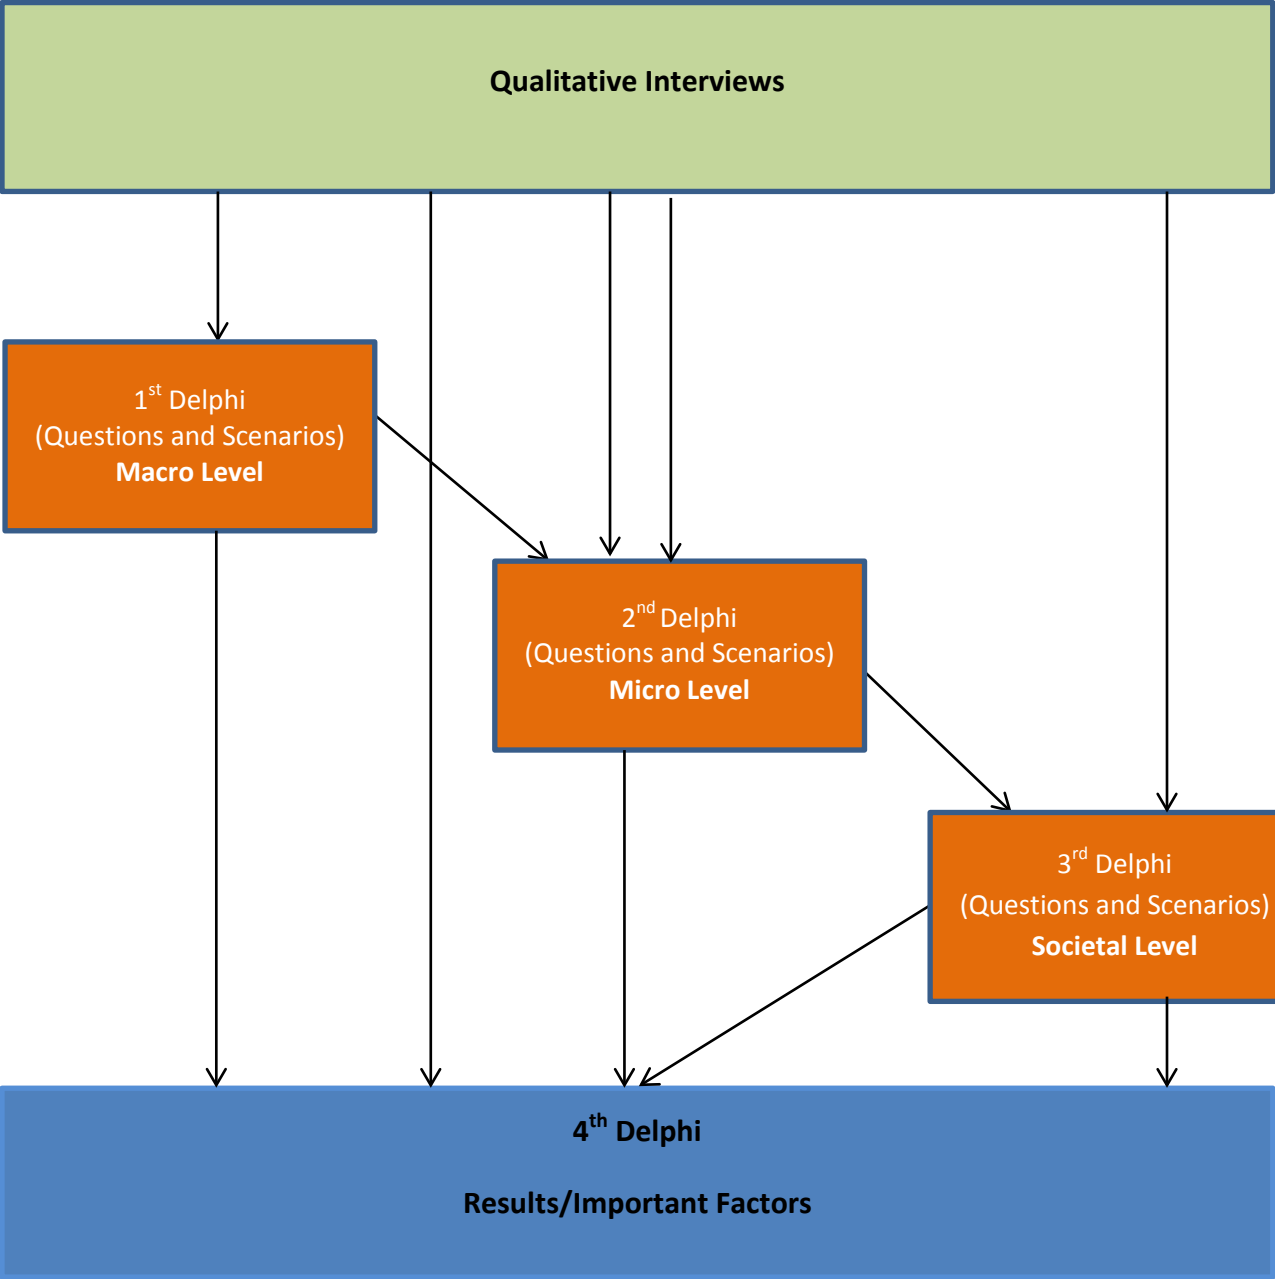 Qualitative Interviews
1st Delphi
(Questions and Scenarios)
Macro Level
2nd Delphi
(Questions and Scenarios)
Micro Level
3rd Delphi
(Questions and Scenarios)
Societal Level
4th Delphi
Results/Important Factors